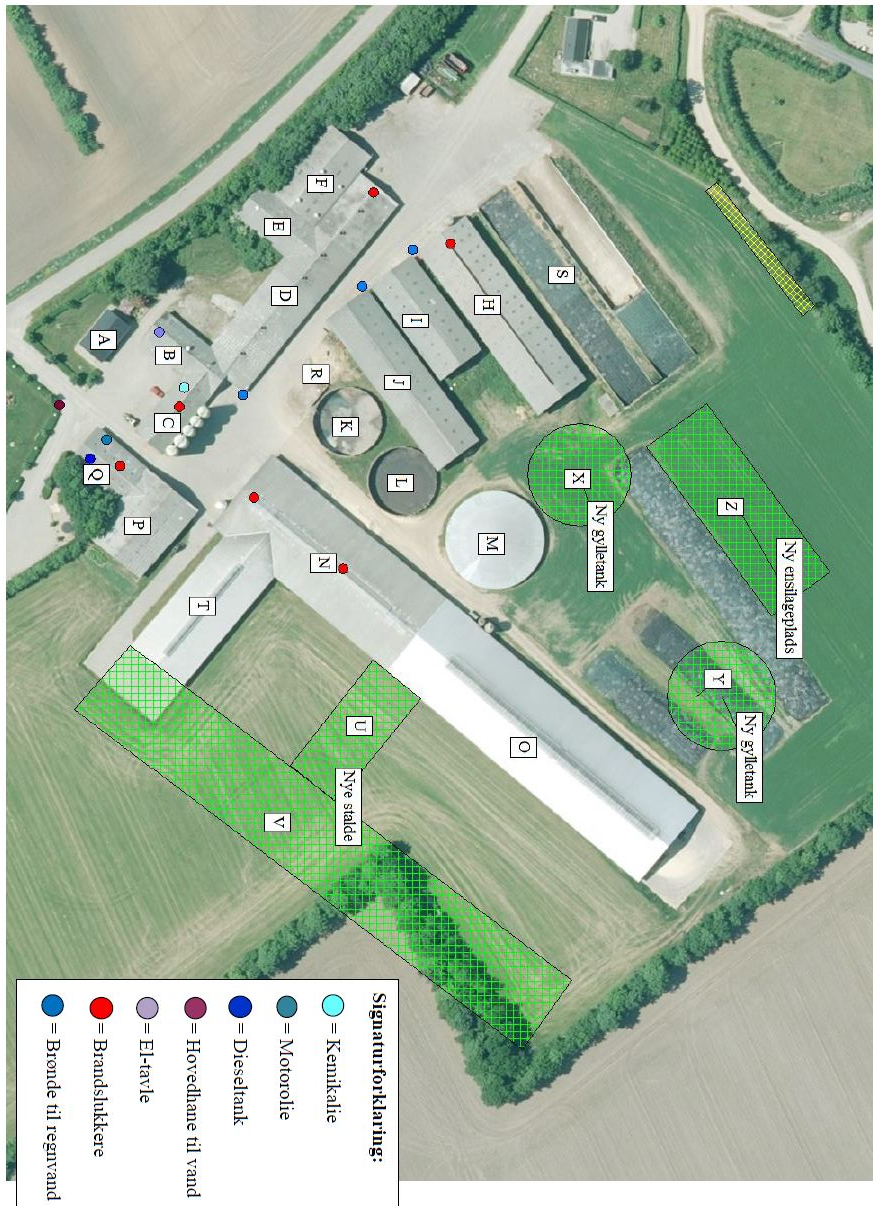 F
E
D
A
B
C
Q
P
S
H
I
J
R
K
L
M
N
T
X
Ny gylletank
Z
Ny ensilageplads
Y
Ny gylletank
O
U
Nye stalde
V
Signaturforklaring:
= Kemikalie
= Motorolie
= Dieseltank
= Hovedhane til vand
= El-tavle
= Brandslukkere
= Brønde til regnvand